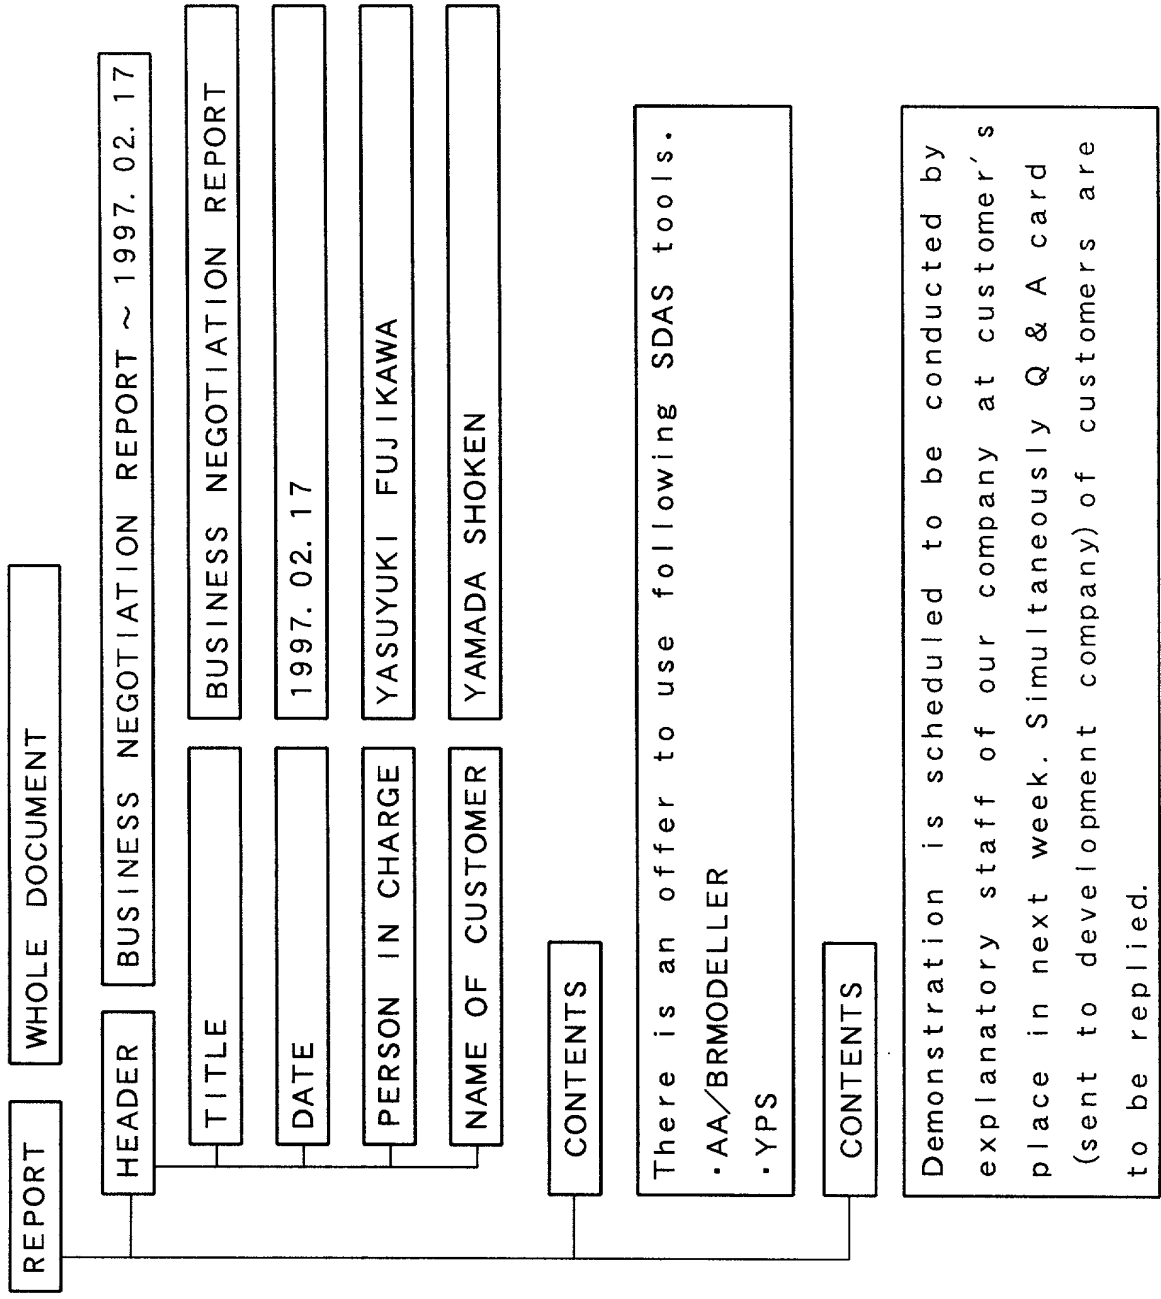 REPORT WHOLE DOCUMENT
HEADER BUSINESS NEGOTIATION REPORT ~ 1997. 02. 17
TITLE BUSINESS NEGOTIATION REPORT
DATE 1997. 02. 17
PERSON IN CHARGE YASUYUKI FUJIKAWA
NAME OF CUSTOMER YAMADA SHOKEN
CONTENTS
There is an offer to use following SDAS tools.
・AA/BRMODELLER
・YPS
CONTENTS
Demonstration is scheduled to be conducted by
explanatory staff of our company at customer's
place in next week. Simultaneously Q & A card
(sent to development company) of customers are
to be replied.